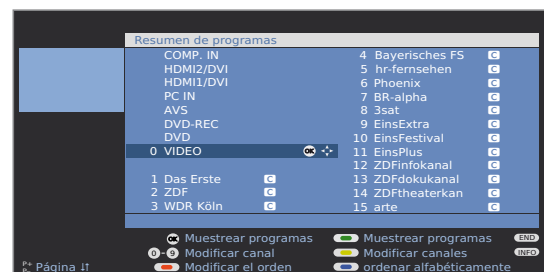 Resumen de programas
COMP. IN
HDMI2/DVI
HDMI1/DVI
PC IN
AVS
DVD-REC
DVD
0 VIDEO OK
1 Das Erste C
2 ZDF C
3 WDR Köln C
4 Bayerisches FS C
5 hr-fernsehen C
6 Phoenix C
7 BR-alpha C
8 3sat C
9 EinsExtra C
10 EinsFestival C
11 EinsPlus C
12 ZDFinfokanal C
13 ZDFdokukanal C
14 ZDFtheaterkan C
15 arte C
OK Muestrear programas
0-9 Modificar canal
P+ Página
Modificar el orden
Muestrear programas END
Modificar canales INFO
ordenar alfabéticamente